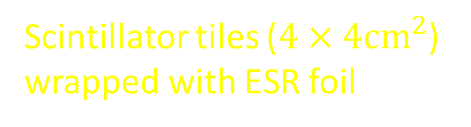 Scintillator tiles (4 × 4cm²)
wrapped with ESR foil